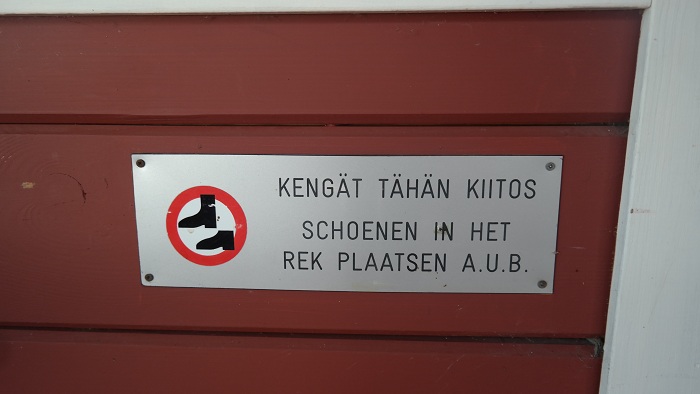 KENGÄT TÄHÄN KIITOS
SCHOENEN IN HET
REK PLAATSEN A.U.B.